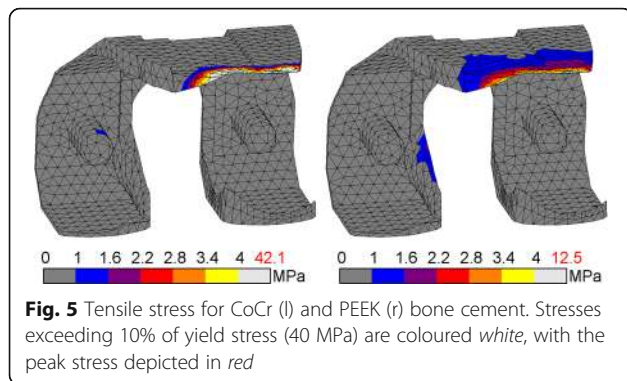 0 1 1.6 2.2 2.8 3.4 4 42.1 0 1 1.6 2.2 2.8 3.4 4 12.5
MPa MPa
Fig. 5 Tensile stress for CoCr (l) and PEEK (r) bone cement. Stresses
exceeding 10% of yield stress (40 MPa) are coloured white, with the
peak stress depicted in red